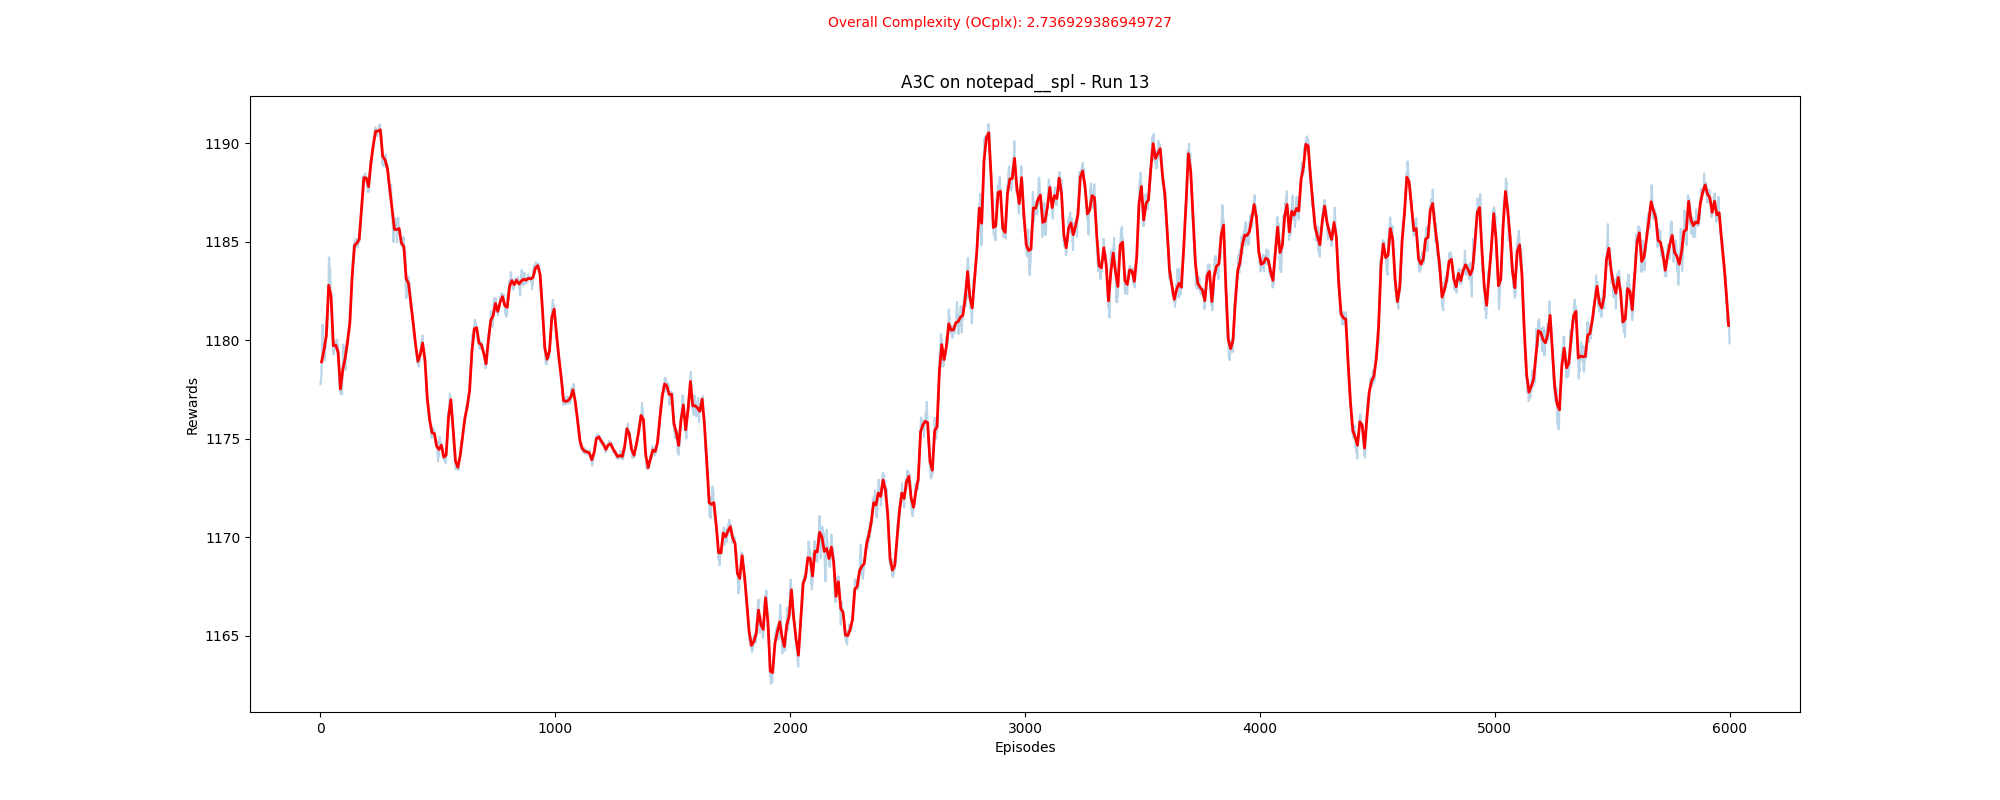 Overall Complexity (OCplx): 2.736929386949727
A3C on notepad__spl - Run 13
1190
1185
1180
1175
1170
1165
Rewards
0 1000 2000 3000 4000 5000 6000
Episodes